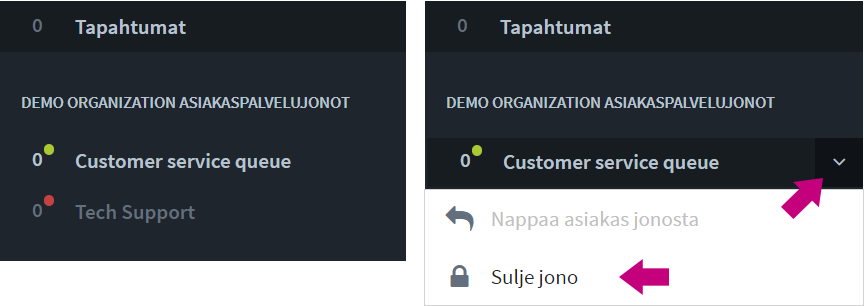 0 Tapahtumat
DEMO ORGANIZATION ASIAKASPALVELUJONOT
0 Customer service queue
0 Tech Support
0 Tapahtumat
DEMO ORGANIZATION ASIAKASPALVELUJONOT
0 Customer service queue
Nappaa asiakas jonosta
Sulje jono